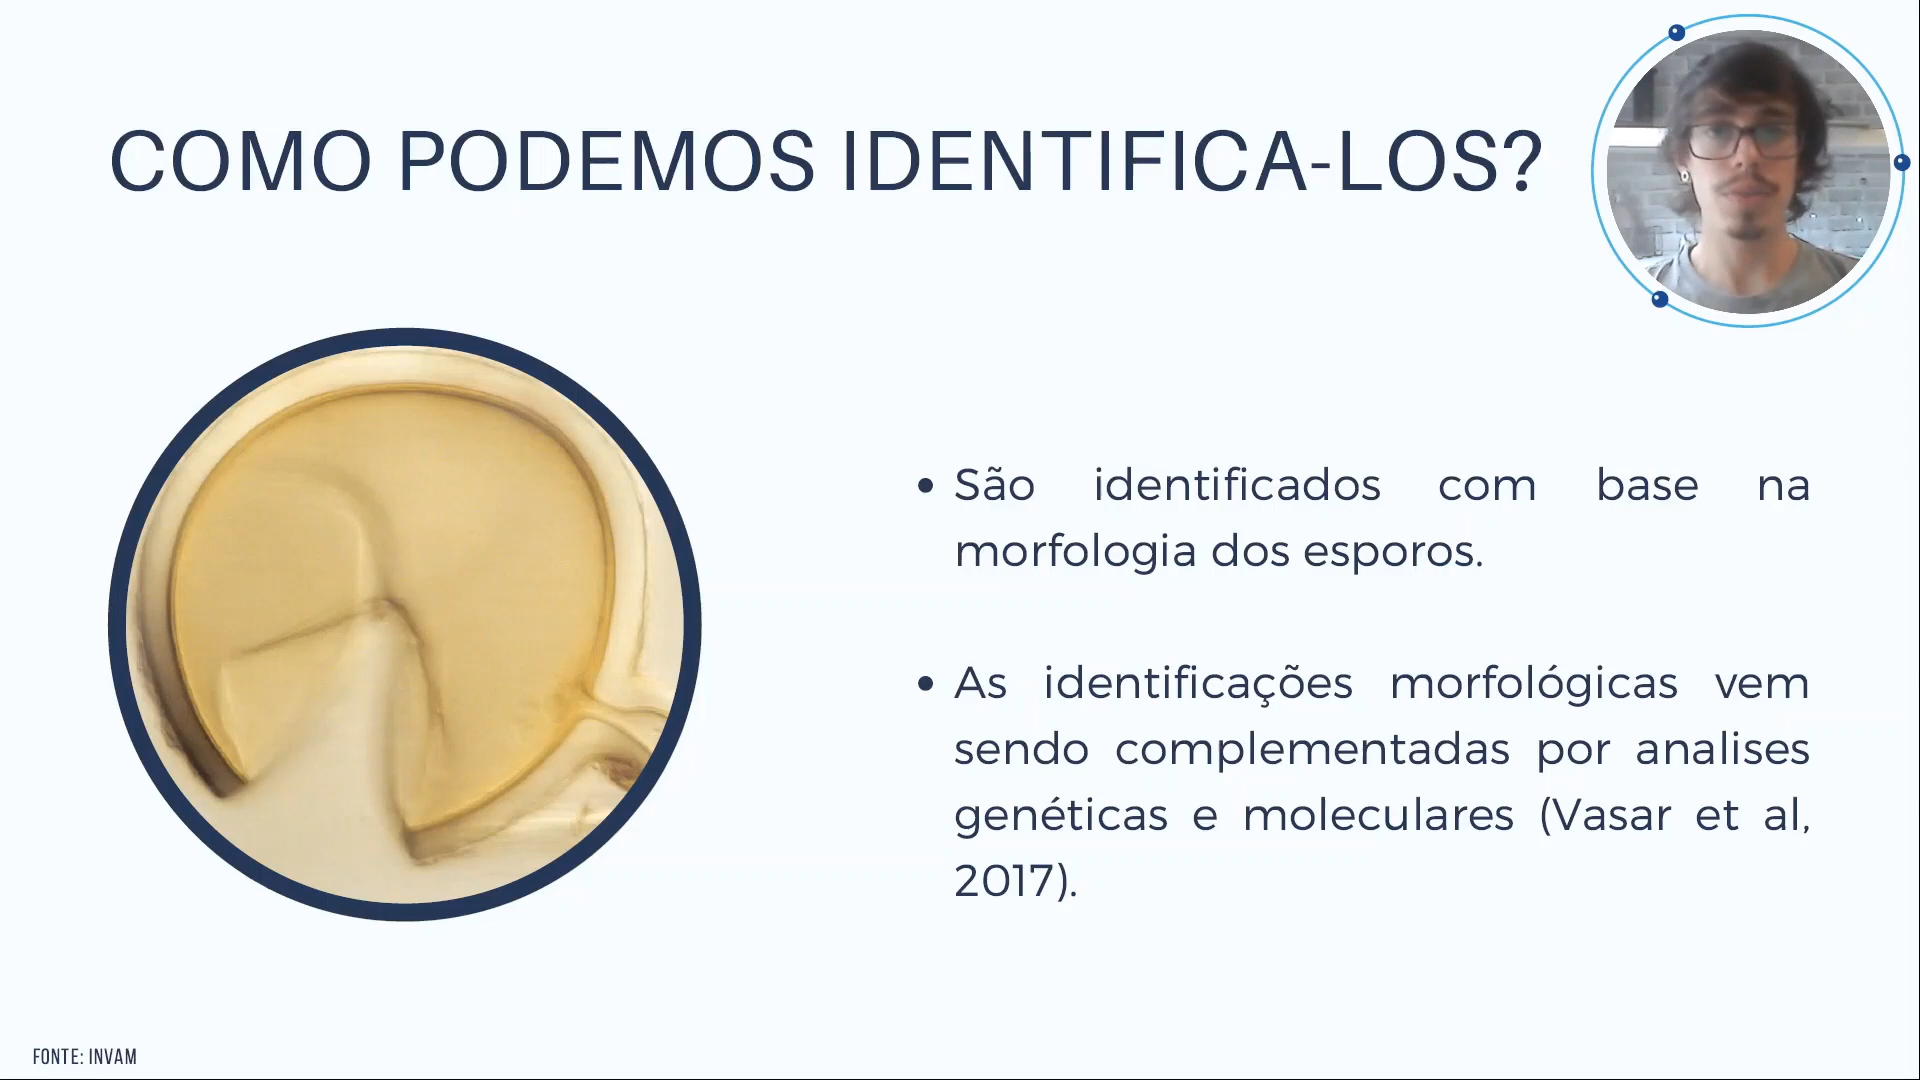 COMO PODEMOS IDENTIFICA-LOS?
• São identificados com base na
morfologia dos esporos.
• As identificações morfológicas vem
sendo complementadas por analises
genéticas e moleculares (Vasar et al,
2017).
FONTE: INVAM